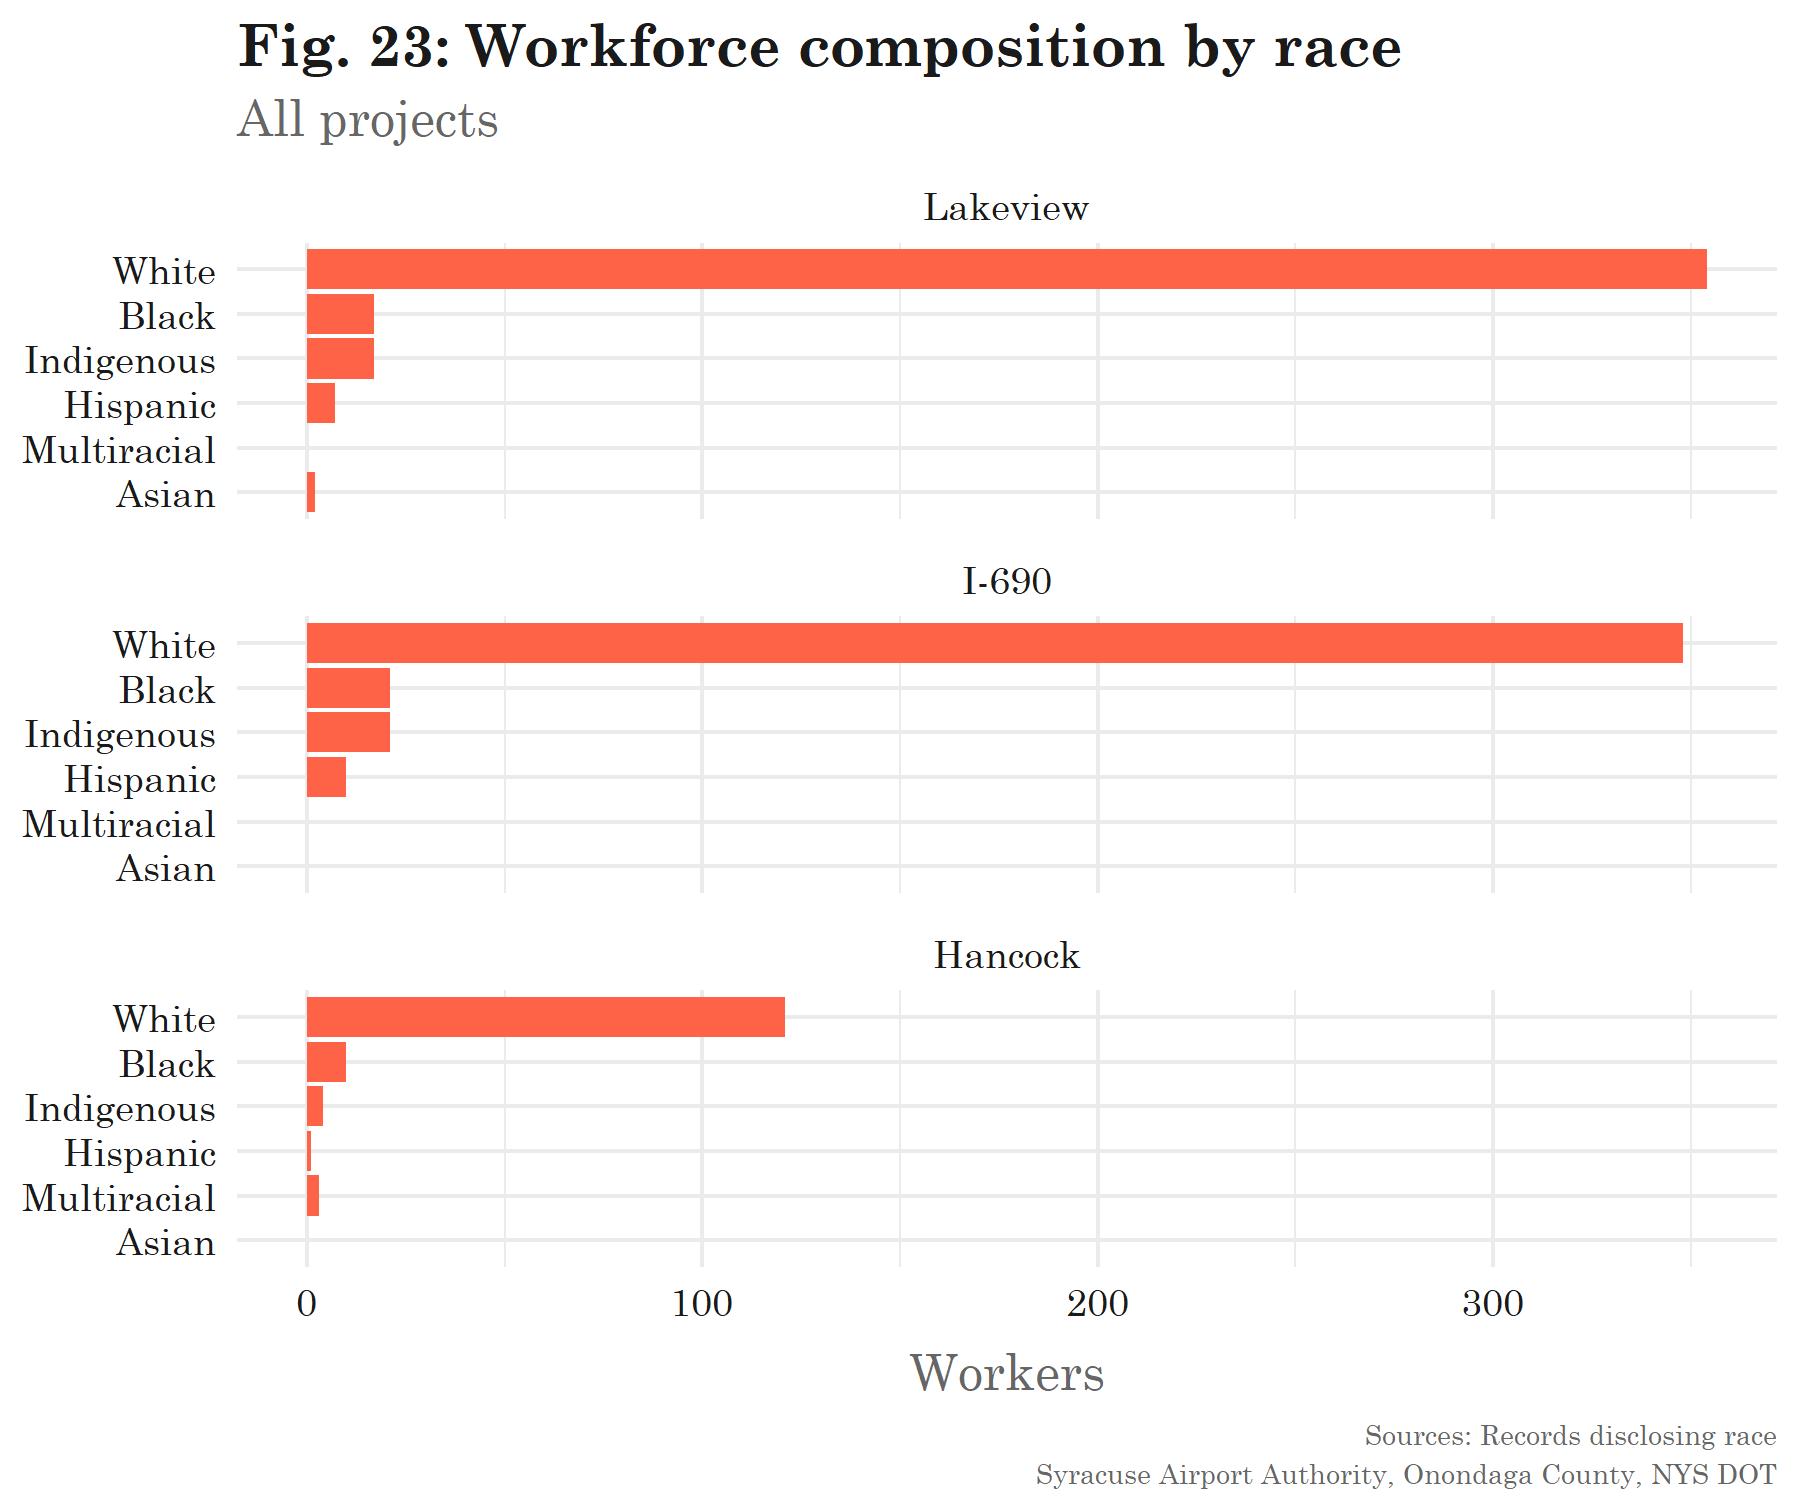 Fig. 23: Workforce composition by race
All projects
Lakeview
White
Black
Indigenous
Hispanic
Multiracial
Asian
I-690
White
Black
Indigenous
Hispanic
Multiracial
Asian
Hancock
White
Black
Indigenous
Hispanic
Multiracial
Asian
0 100 200 300
Workers
Sources: Records disclosing race
Syracuse Airport Authority, Onondaga County, NYS DOT